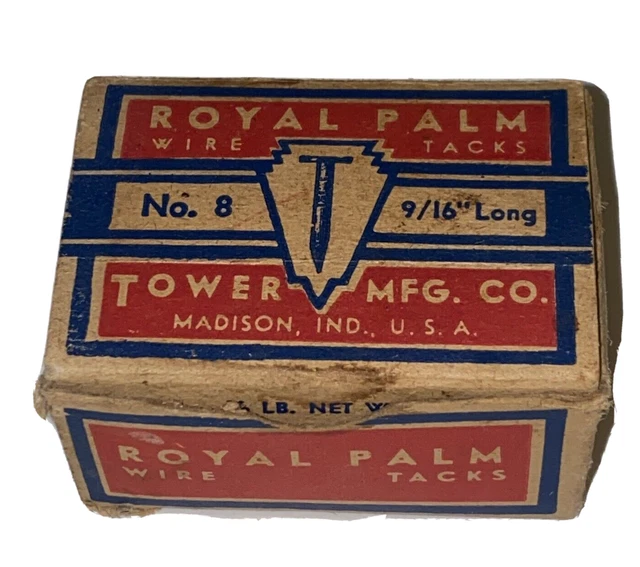 ROYAL PALM
WIRE TACKS
No. 8 9/16" Long
TOWER MFG. CO.
MADISON, IND., U. S. A.
LB. NET
ROYAL PALM
WIRE TACKS